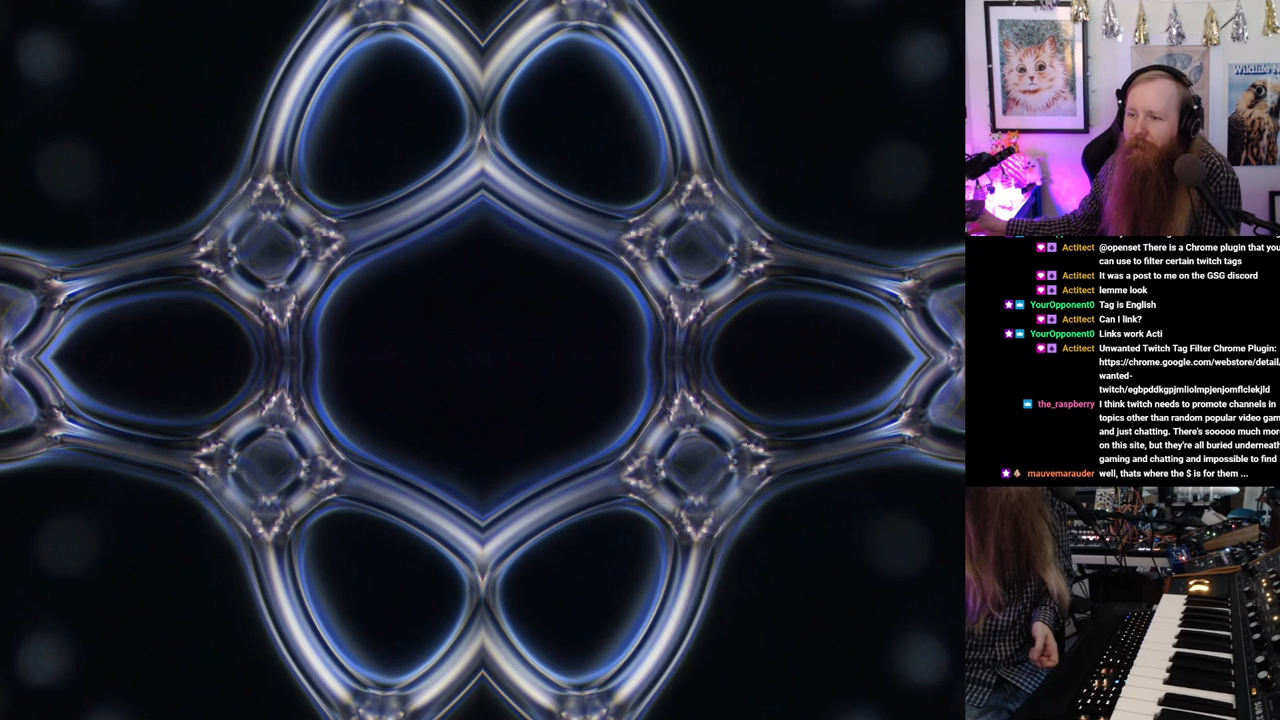 Wildlife N
Actitect @openset There is a Chrome plugin that you
can use to filter certain twitch tags
Actitect It was a post to me on the GSG discord
Actitect lemme look
YourOpponent0 Tag is English
Actitect Can I link?
YourOpponent0 Links work Acti
Actitect Unwanted Twitch Tag Filter Chrome Plugin:
https://chrome.google.com/webstore/detail/
wanted-
twitch/egbpddkgpjmliolmpjenjomflclekjld
the_raspberry I think twitch needs to promote channels in
topics other than random popular video gam
and just chatting. There's sooooo much more
on this site, but they're all buried underneath
gaming and chatting and impossible to find
mauvemarauder well, thats where the $ is for them ...
SUB